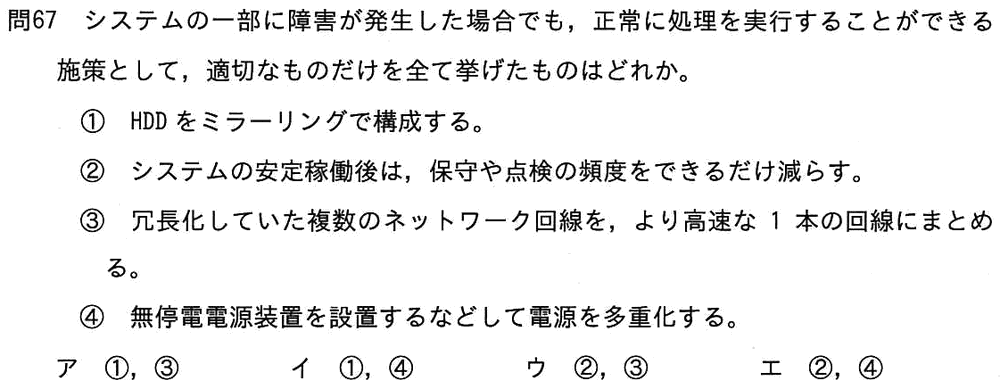 問67 システムの一部に障害が発生した場合でも，正常に処理を実行することができる
施策として，適切なものだけを全て挙げたものはどれか。
① HDD をミラーリングで構成する。
② システムの安定稼働後は，保守や点検の頻度をできるだけ減らす。
③ 冗長化していた複数のネットワーク回線を，より高速な 1 本の回線にまとめ
る。
④ 無停電電源装置を設置するなどして電源を多重化する。
ア ①，③ イ ①，④ ウ ②，③ エ ②，④